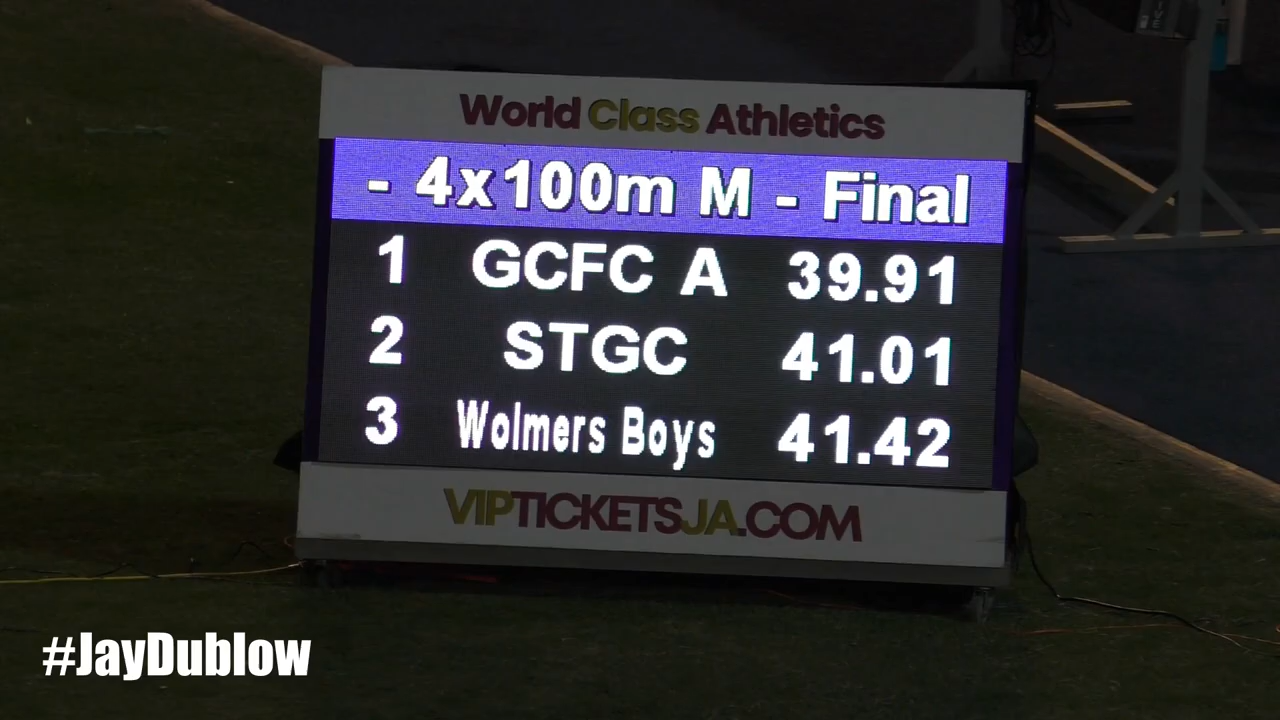 World Class Athletics
- 4x100m M - Final
1 GCFC A 39.91
2 STGC 41.01
3 Wolmers Boys 41.42
VIPTICKETSJA.COM
#JayDublow